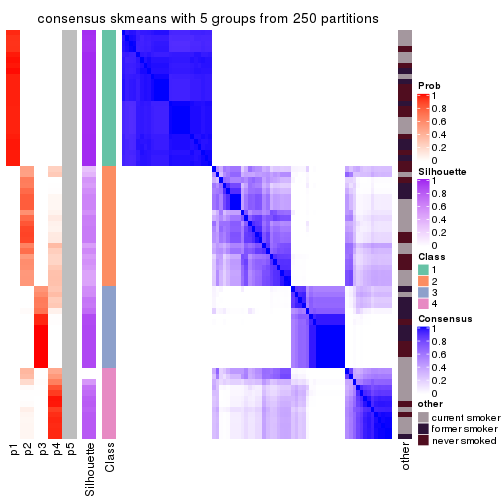 consensus skmeans with 5 groups from 250 partitions
Prob
1
0.8
0.6
0.4
0.2
0
Silhouette
1
0.8
0.6
0.4
0.2
0
Class
1
2
3
4
Consensus
1
0.8
0.6
0.4
0.2
0
other
current smoker
former smoker
never smoked
p1
p2
p3
p4
p5
Silhouette
Class
other